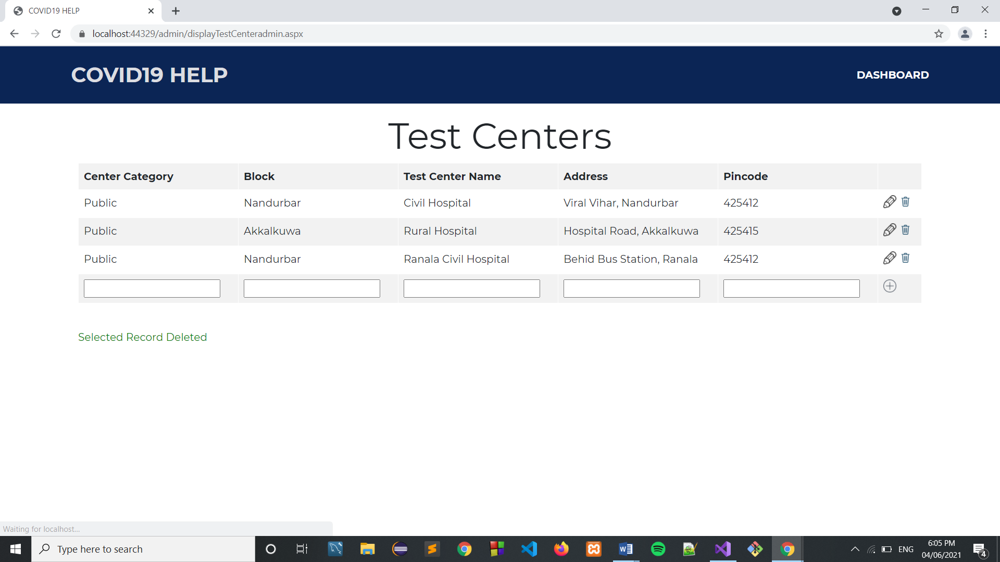 COVID19 HELP
localhost:44329/admin/displayTestCenteradmin.aspx
COVID19 HELP
DASHBOARD
Test Centers
Center Category Block Test Center Name Address Pincode
Public Nandurbar Civil Hospital Viral Vihar, Nandurbar 425412
Public Akkalkuwa Rural Hospital Hospital Road, Akkalkuwa 425415
Public Nandurbar Ranala Civil Hospital Behid Bus Station, Ranala 425412
Selected Record Deleted
Waiting for localhost...
Type here to search
ENG
6:05 PM
04/06/2021
4